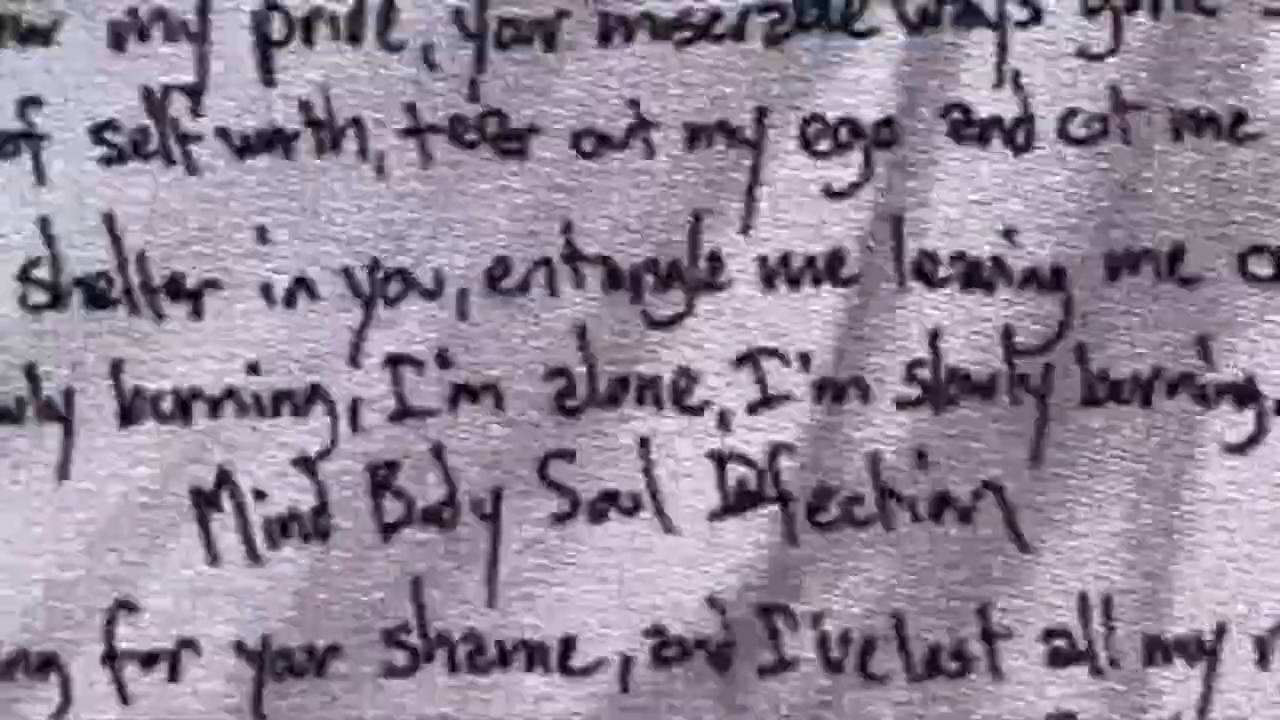 my pride, your miserable ways
of self worth, tear out my ego and cut me
shelter in you, entangle me leaving me
burning, I'm alone, I'm slowly burning,
Mind Body Soul Infection
for your shame, and I've lost all my